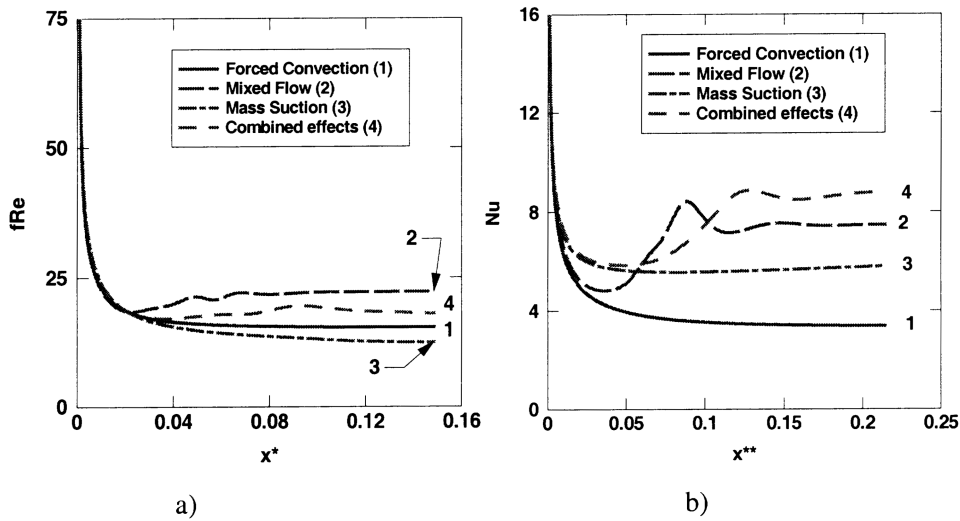 75
50
25
0
fRe
Forced Convection (1)
Mixed Flow (2)
Mass Suction (3)
Combined effects (4)
2
4
1
3
0
0.04
0.08
0.12
0.16
x*
a)
16
12
8
4
0
Nu
Forced Convection (1)
Mixed Flow (2)
Mass Suction (3)
Combined effects (4)
4
2
3
1
0
0.05
0.1
0.15
0.2
0.25
x**
b)